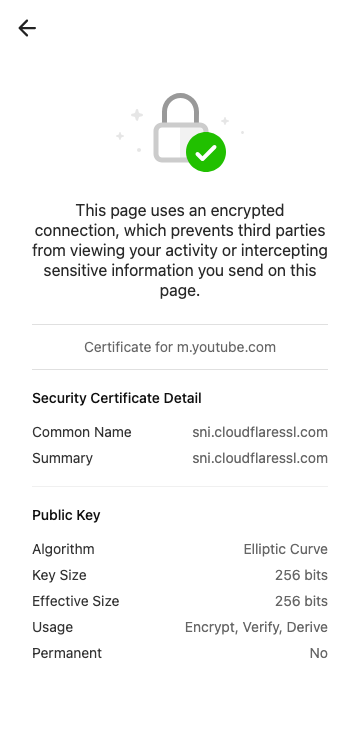 This page uses an encrypted
connection, which prevents third parties
from viewing your activity or intercepting
sensitive information you send on this
page.
Certificate for m.youtube.com
Security Certificate Detail
Common Name sni.cloudflaressl.com
Summary sni.cloudflaressl.com
Public Key
Algorithm Elliptic Curve
Key Size 256 bits
Effective Size 256 bits
Usage Encrypt, Verify, Derive
Permanent No